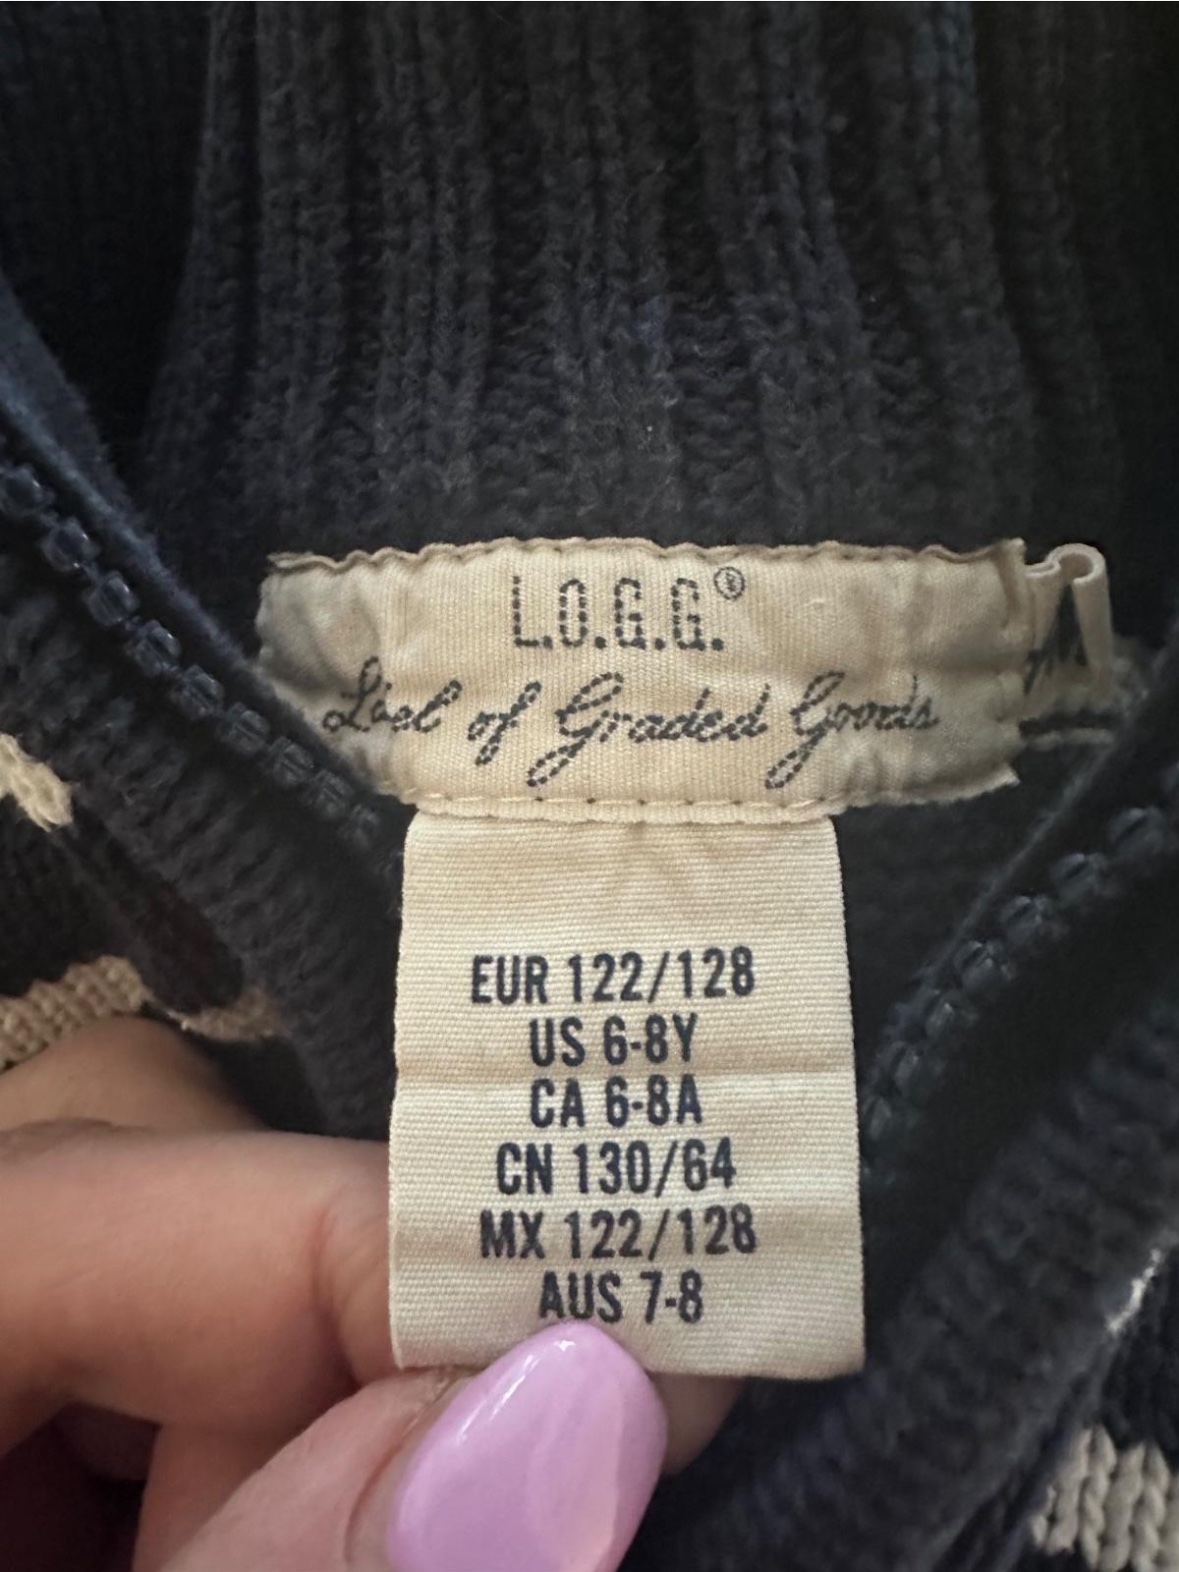 L.O.G.G.®
Label of Graded Goods
EUR 122/128
US 6-8Y
CA 6-8A
CN 130/64
MX 122/128
AUS 7-8